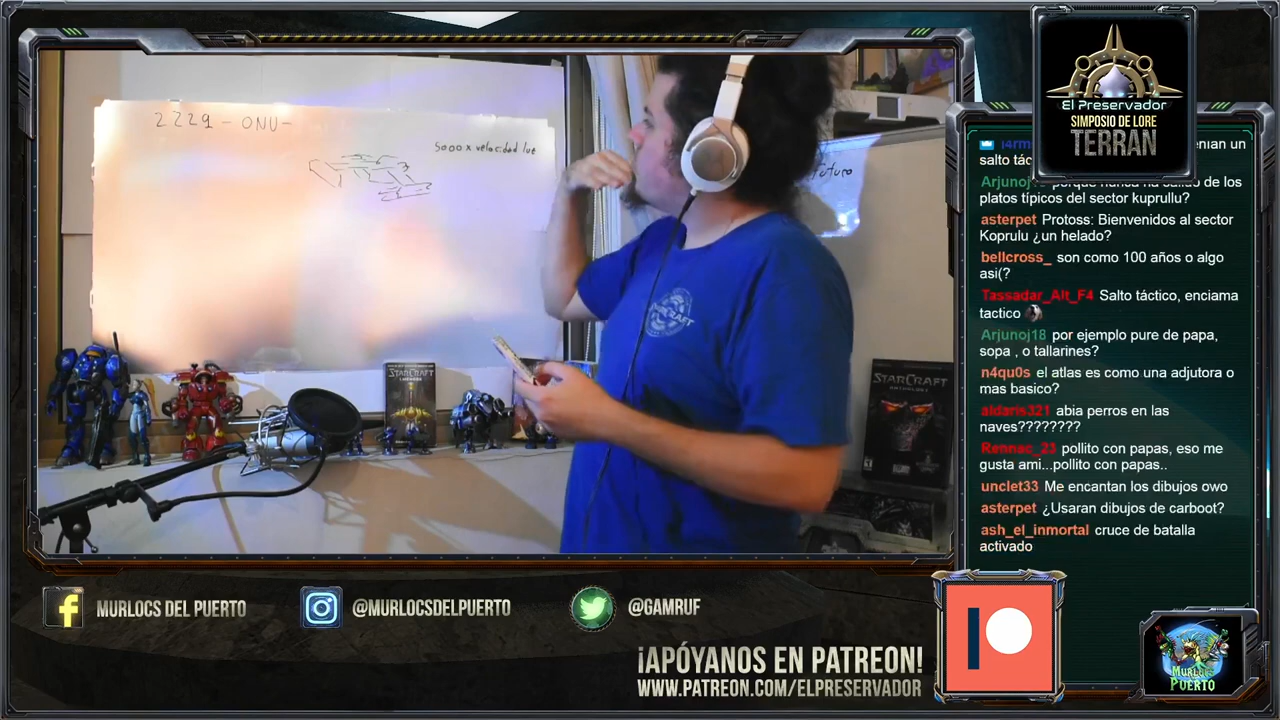 2229 - ONU -
5000 x velocidad luz
futuro
STARCRAFT
STARCRAFT
El Preservador
SIMPOSIO DE LORE
TERRAN
salto
Arjunoj de los
platos típicos del sector kuprullu?
asterpet Protoss: Bienvenidos al sector
Koprulu ¿un helado?
bellcross_ son como 100 años o algo
asi(?
Tassadar_Alt_F4 Salto táctico, enciama
tactico
Arjunoj18 por ejemplo pure de papa,
sopa , o tallarines?
n4qu0s el atlas es como una adjutora o
mas basico?
aldaris321 abia perros en las
naves????????
Rennac_23 pollito con papas, eso me
gusta ami...pollito con papas..
unclet33 Me encantan los dibujos owo
asterpet ¿Usaran dibujos de carboot?
ash_el_inmortal cruce de batalla
activado
MURLOCS DEL PUERTO
@MURLOCSDELPUERTO
@GAMRUF
¡APÓYANOS EN PATREON!
WWW.PATREON.COM/ELPRESERVADOR
MURLOCS
PUERTO